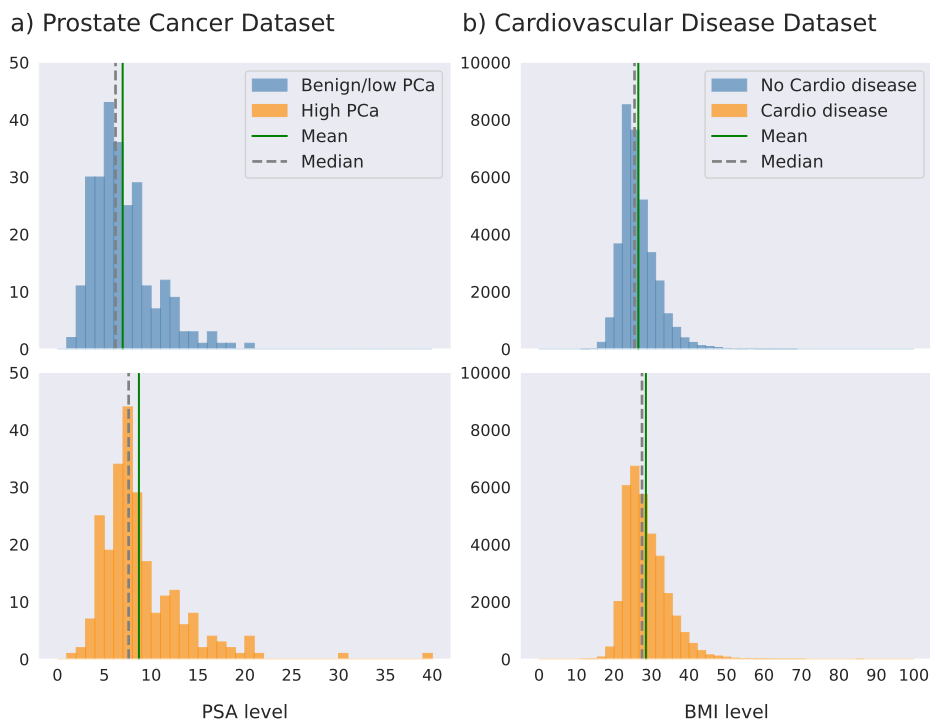 a) Prostate Cancer Dataset
b) Cardiovascular Disease Dataset
50
40
30
20
10
0
Benign/low PCa
High PCa
Mean
Median
10000
8000
6000
4000
2000
0
No Cardio disease
Cardio disease
Mean
Median
50
40
30
20
10
0
0 5 10 15 20 25 30 35 40
PSA level
10000
8000
6000
4000
2000
0
0 10 20 30 40 50 60 70 80 90 100
BMI level